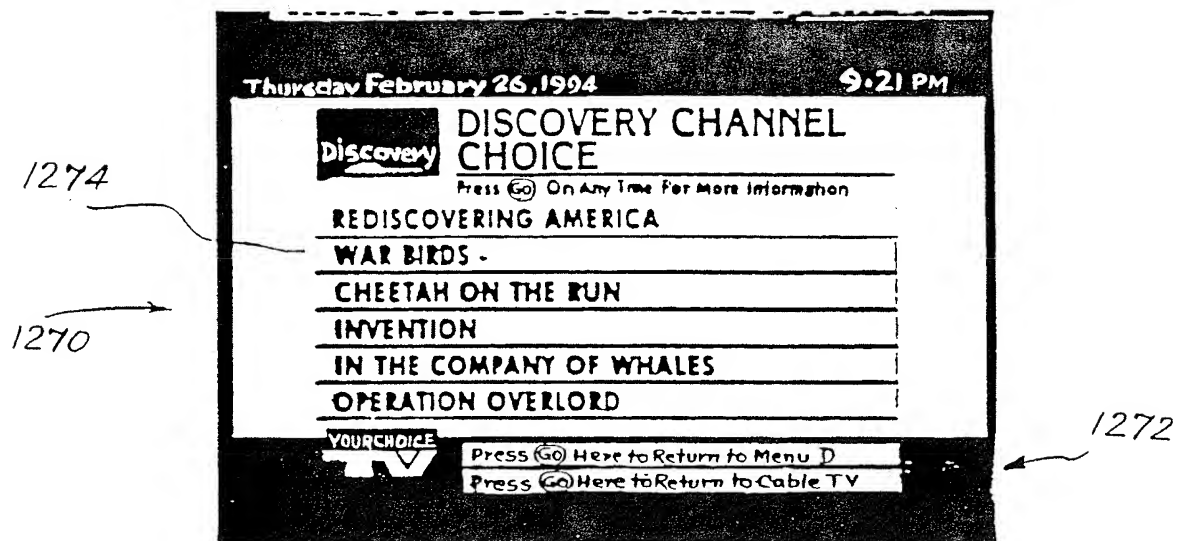 Thursday February 26, 1994 9:21 PM
Discovery
DISCOVERY CHANNEL
CHOICE
Press Go On Any Time For More Information
1274
REDISCOVERING AMERICA
WAR BIRDS -
CHEETAH ON THE RUN
1270
INVENTION
IN THE COMPANY OF WHALES
OPERATION OVERLORD
1272
YOUR CHOICE
TV
Press Go Here to Return to Menu D
Press Go Here to Return to Cable TV